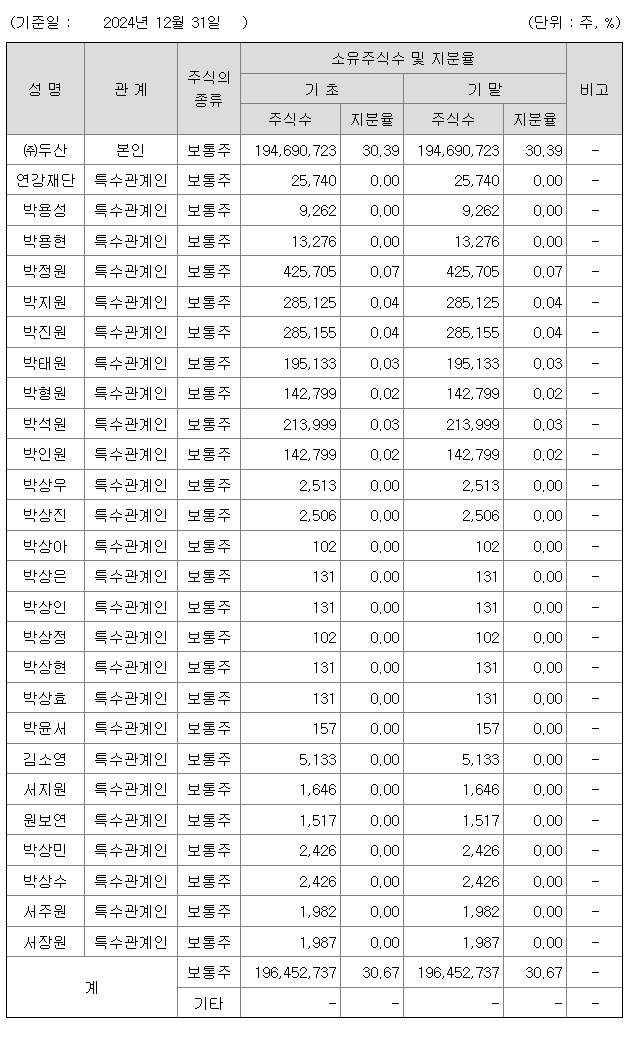 (기준일 : 2024년 12월 31일 ) (단위 : 주, %)
성 명 관 계 주식의 종류 소유주식수 및 지분율 비고
기 초 기 말
주식수 지분율 주식수 지분율
㈜두산 본인 보통주 194,690,723 30.39 194,690,723 30.39 -
연강재단 특수관계인 보통주 25,740 0.00 25,740 0.00 -
박용성 특수관계인 보통주 9,262 0.00 9,262 0.00 -
박용현 특수관계인 보통주 13,276 0.00 13,276 0.00 -
박정원 특수관계인 보통주 425,705 0.07 425,705 0.07 -
박지원 특수관계인 보통주 285,125 0.04 285,125 0.04 -
박진원 특수관계인 보통주 285,155 0.04 285,155 0.04 -
박태원 특수관계인 보통주 195,133 0.03 195,133 0.03 -
박형원 특수관계인 보통주 142,799 0.02 142,799 0.02 -
박석원 특수관계인 보통주 213,999 0.03 213,999 0.03 -
박인원 특수관계인 보통주 142,799 0.02 142,799 0.02 -
박상우 특수관계인 보통주 2,513 0.00 2,513 0.00 -
박상진 특수관계인 보통주 2,506 0.00 2,506 0.00 -
박상아 특수관계인 보통주 102 0.00 102 0.00 -
박상은 특수관계인 보통주 131 0.00 131 0.00 -
박상인 특수관계인 보통주 131 0.00 131 0.00 -
박상정 특수관계인 보통주 102 0.00 102 0.00 -
박상현 특수관계인 보통주 131 0.00 131 0.00 -
박상효 특수관계인 보통주 131 0.00 131 0.00 -
박윤서 특수관계인 보통주 157 0.00 157 0.00 -
김소영 특수관계인 보통주 5,133 0.00 5,133 0.00 -
서지원 특수관계인 보통주 1,646 0.00 1,646 0.00 -
원보연 특수관계인 보통주 1,517 0.00 1,517 0.00 -
박상민 특수관계인 보통주 2,426 0.00 2,426 0.00 -
박상수 특수관계인 보통주 2,426 0.00 2,426 0.00 -
서주원 특수관계인 보통주 1,982 0.00 1,982 0.00 -
서장원 특수관계인 보통주 1,987 0.00 1,987 0.00 -
계 보통주 196,452,737 30.67 196,452,737 30.67 -
기타 - - - - -